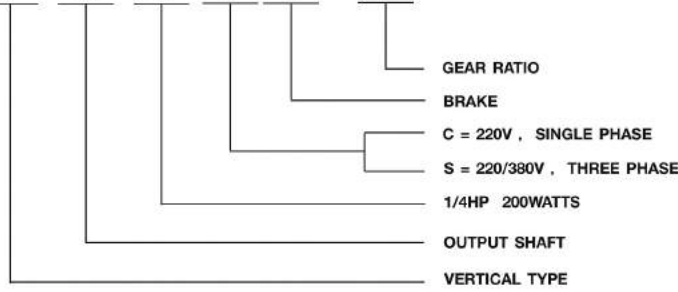 GEAR RATIO
BRAKE
C = 220V , SINGLE PHASE
S = 220/380V , THREE PHASE
1/4HP 200WATTS
OUTPUT SHAFT
VERTICAL TYPE